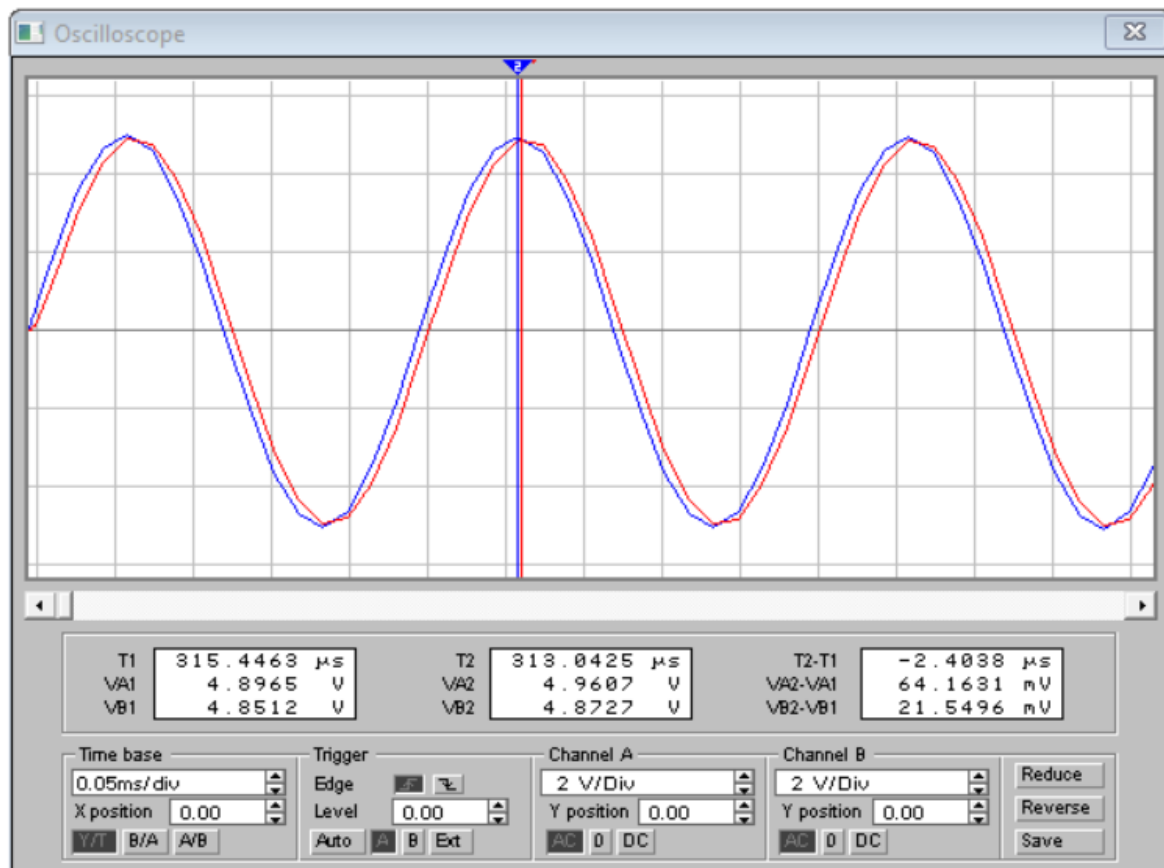 Oscilloscope
2
T1 315.4463 µs T2 313.0425 µs T2-T1 -2.4038 µs
VA1 4.8965 V VA2 4.9607 V VA2-VA1 64.1631 mV
VB1 4.8512 V VB2 4.8727 V VB2-VB1 21.5496 mV
Time base Trigger Channel A Channel B
0.05ms/div Edge 2 V/Div 2 V/Div Reduce
X position 0.00 Level 0.00 Y position 0.00 Y position 0.00 Reverse
Y/T B/A A/B Auto A B Ext AC 0 DC AC 0 DC Save